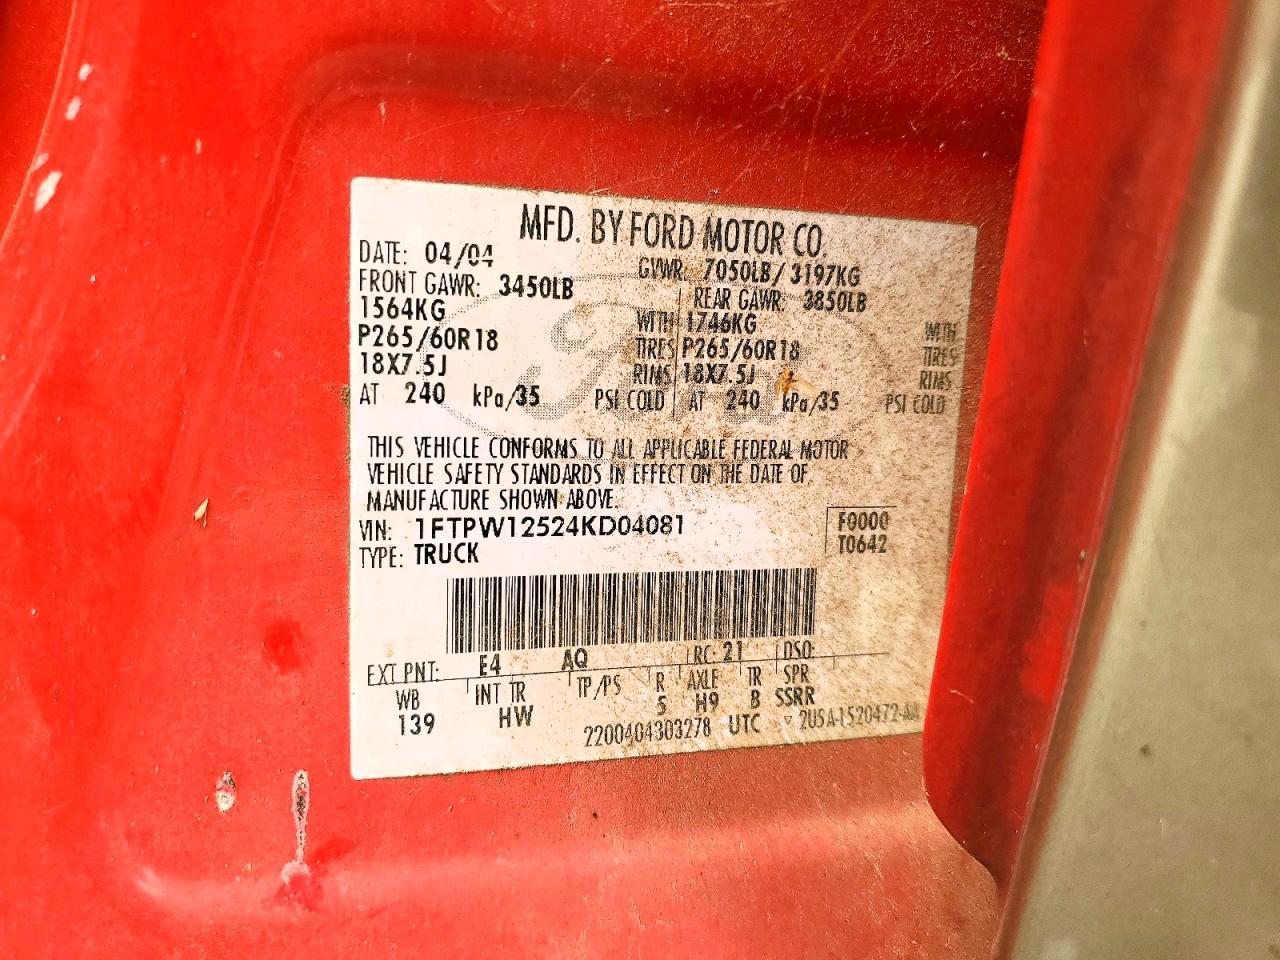 MFD. BY FORD MOTOR CO.
DATE: 04/04 GVWR: 7050LB/ 3197KG
FRONT GAWR: 3450LB REAR GAWR: 3850LB
1564KG WITH 1746KG WITH
P265/60R18 TIRES P265/60R18 TIRES
18X7.5J RIMS 18X7.5J RIMS
AT 240 kPa/35 PSI COLD AT 240 kPa/35 PSI COLD
THIS VEHICLE CONFORMS TO ALL APPLICABLE FEDERAL MOTOR
VEHICLE SAFETY STANDARDS IN EFFECT ON THE DATE OF
MANUFACTURE SHOWN ABOVE.
VIN: 1FTPW12524KD04081 F0000
TYPE: TRUCK T0642
EXT PNT: E4 AQ RC: 21 DSO:
WB INT TR TP/PS R AXLE TR SPR
139 HW 5 H9 B SSRR
2200404303278 UTC ▽ 2U5A-1520472-AA